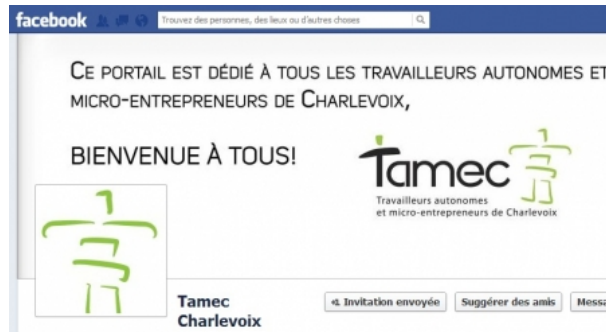 facebook
Trouvez des personnes, des lieux ou d'autres choses
CE PORTAIL EST DÉDIÉ À TOUS LES TRAVAILLEURS AUTONOMES ET
MICRO-ENTREPRENEURS DE CHARLEVOIX,
BIENVENUE À TOUS!
Tamec
Travailleurs autonomes
et micro-entrepreneurs de Charlevoix
Tamec
Charlevoix
Invitation envoyée
Suggérer des amis
Messa